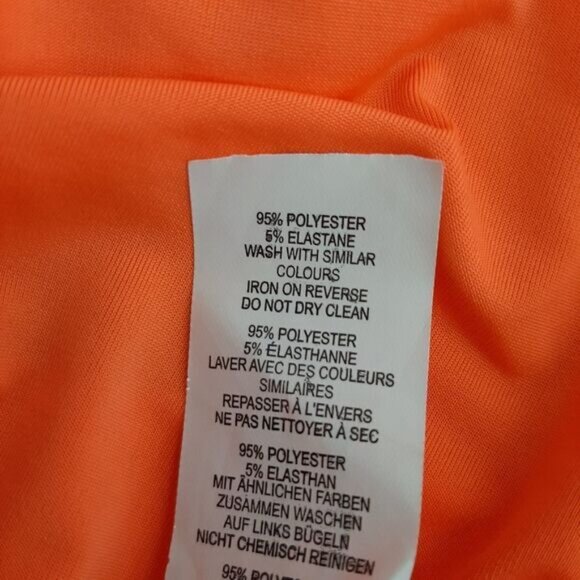 95% POLYESTER
5% ELASTANE
WASH WITH SIMILAR
COLOURS
IRON ON REVERSE
DO NOT DRY CLEAN
95% POLYESTER
5% ÉLASTHANNE
LAVER AVEC DES COULEURS
SIMILAIRES
REPASSER À L'ENVERS
NE PAS NETTOYER À SEC
95% POLYESTER
5% ELASTHAN
MIT ÄHNLICHEN FARBEN
ZUSAMMEN WASCHEN
AUF LINKS BÜGELN
NICHT CHEMISCH REINIGEN
95% POLYESTER